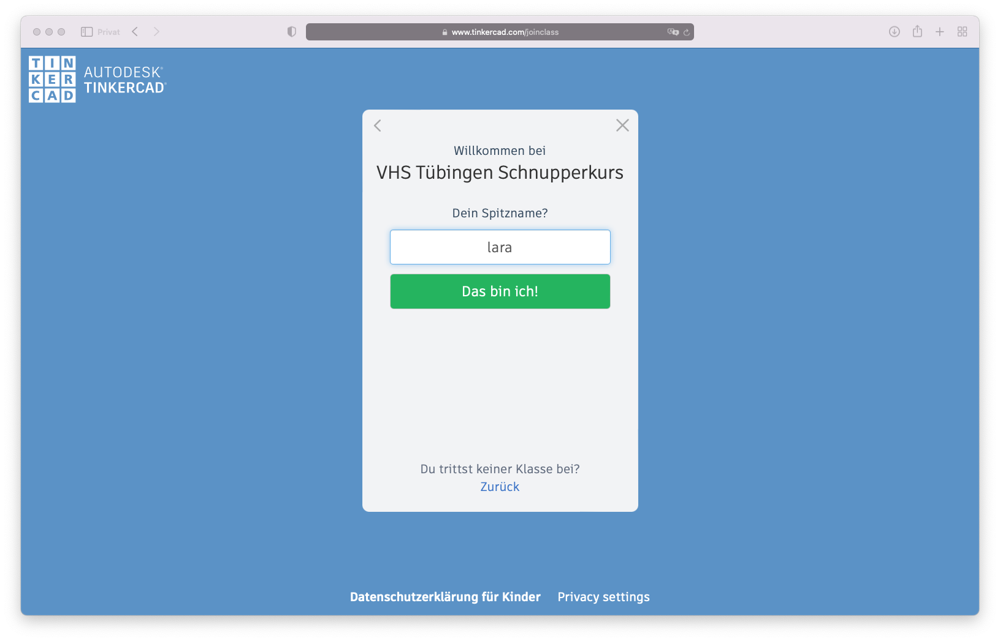 Privat
www.tinkercad.com/joinclass
TIN
KER
CAD
AUTODESK®
TINKERCAD®
Willkommen bei
VHS Tübingen Schnupperkurs
Dein Spitzname?
lara
Das bin ich!
Du trittst keiner Klasse bei?
Zurück
Datenschutzerklärung für Kinder Privacy settings